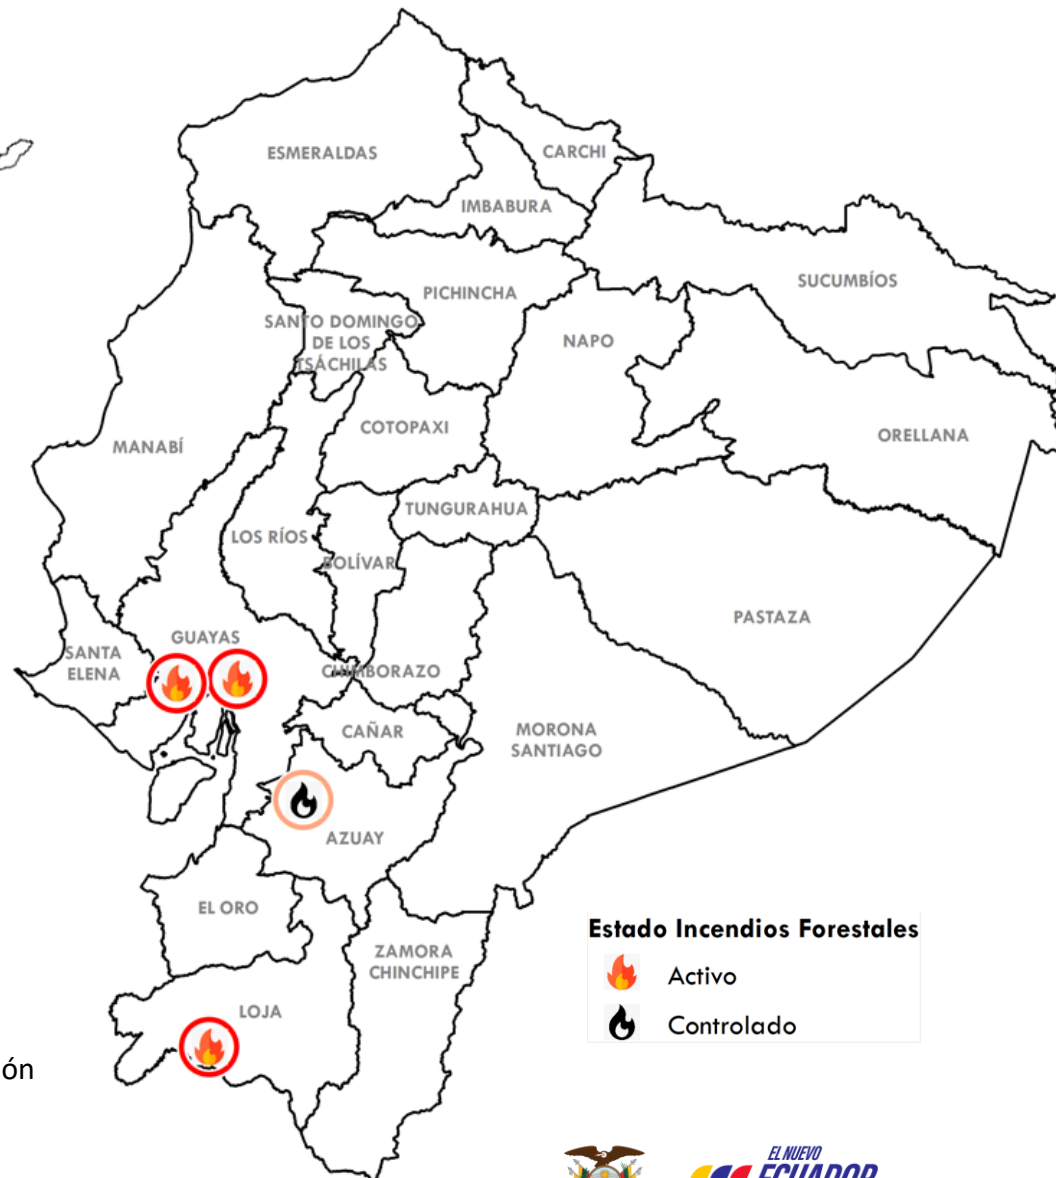 ESMERALDAS
CARCHI
IMBABURA
SUCUMBÍOS
PICHINCHA
SANTO DOMINGO
DE LOS
TSÁCHILAS
NAPO
COTOPAXI
ORELLANA
MANABÍ
TUNGURAHUA
LOS RÍOS
BOLÍVAR
PASTAZA
GUAYAS
SANTA
ELENA
CHIMBORAZO
CAÑAR
MORONA
SANTIAGO
AZUAY
EL ORO
ZAMORA
CHINCHIPE
LOJA
Estado Incendios Forestales
Activo
Controlado
ón
EL NUEVO
ECUADOR